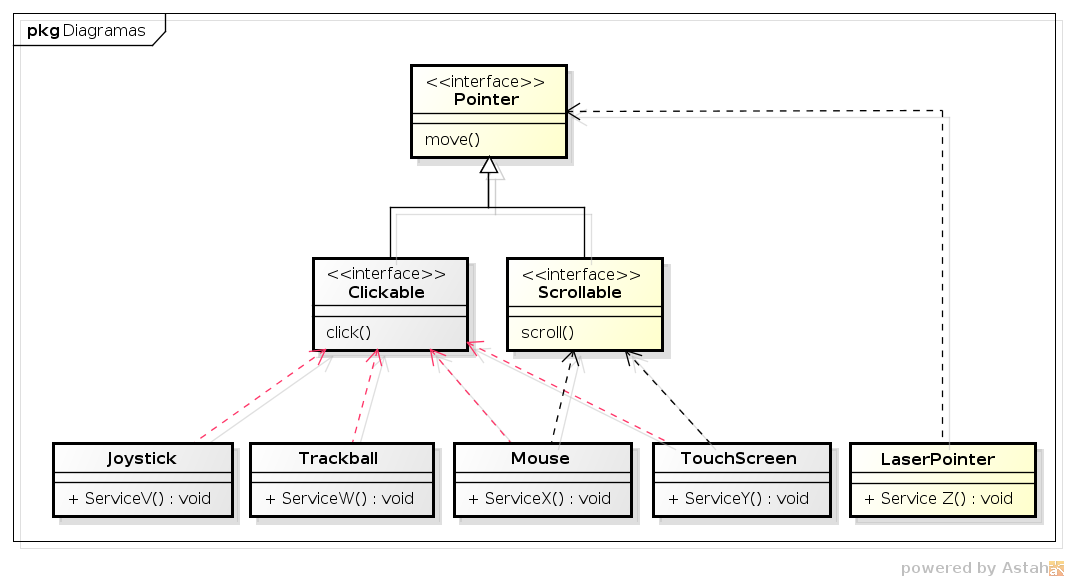 pkg Diagramas
<<interface>>
Pointer
move()
<<interface>>
Clickable
click()
<<interface>>
Scrollable
scroll()
Joystick
+ ServiceV() : void
Trackball
+ ServiceW() : void
Mouse
+ ServiceX() : void
TouchScreen
+ ServiceY() : void
LaserPointer
+ Service Z() : void
powered by Astah